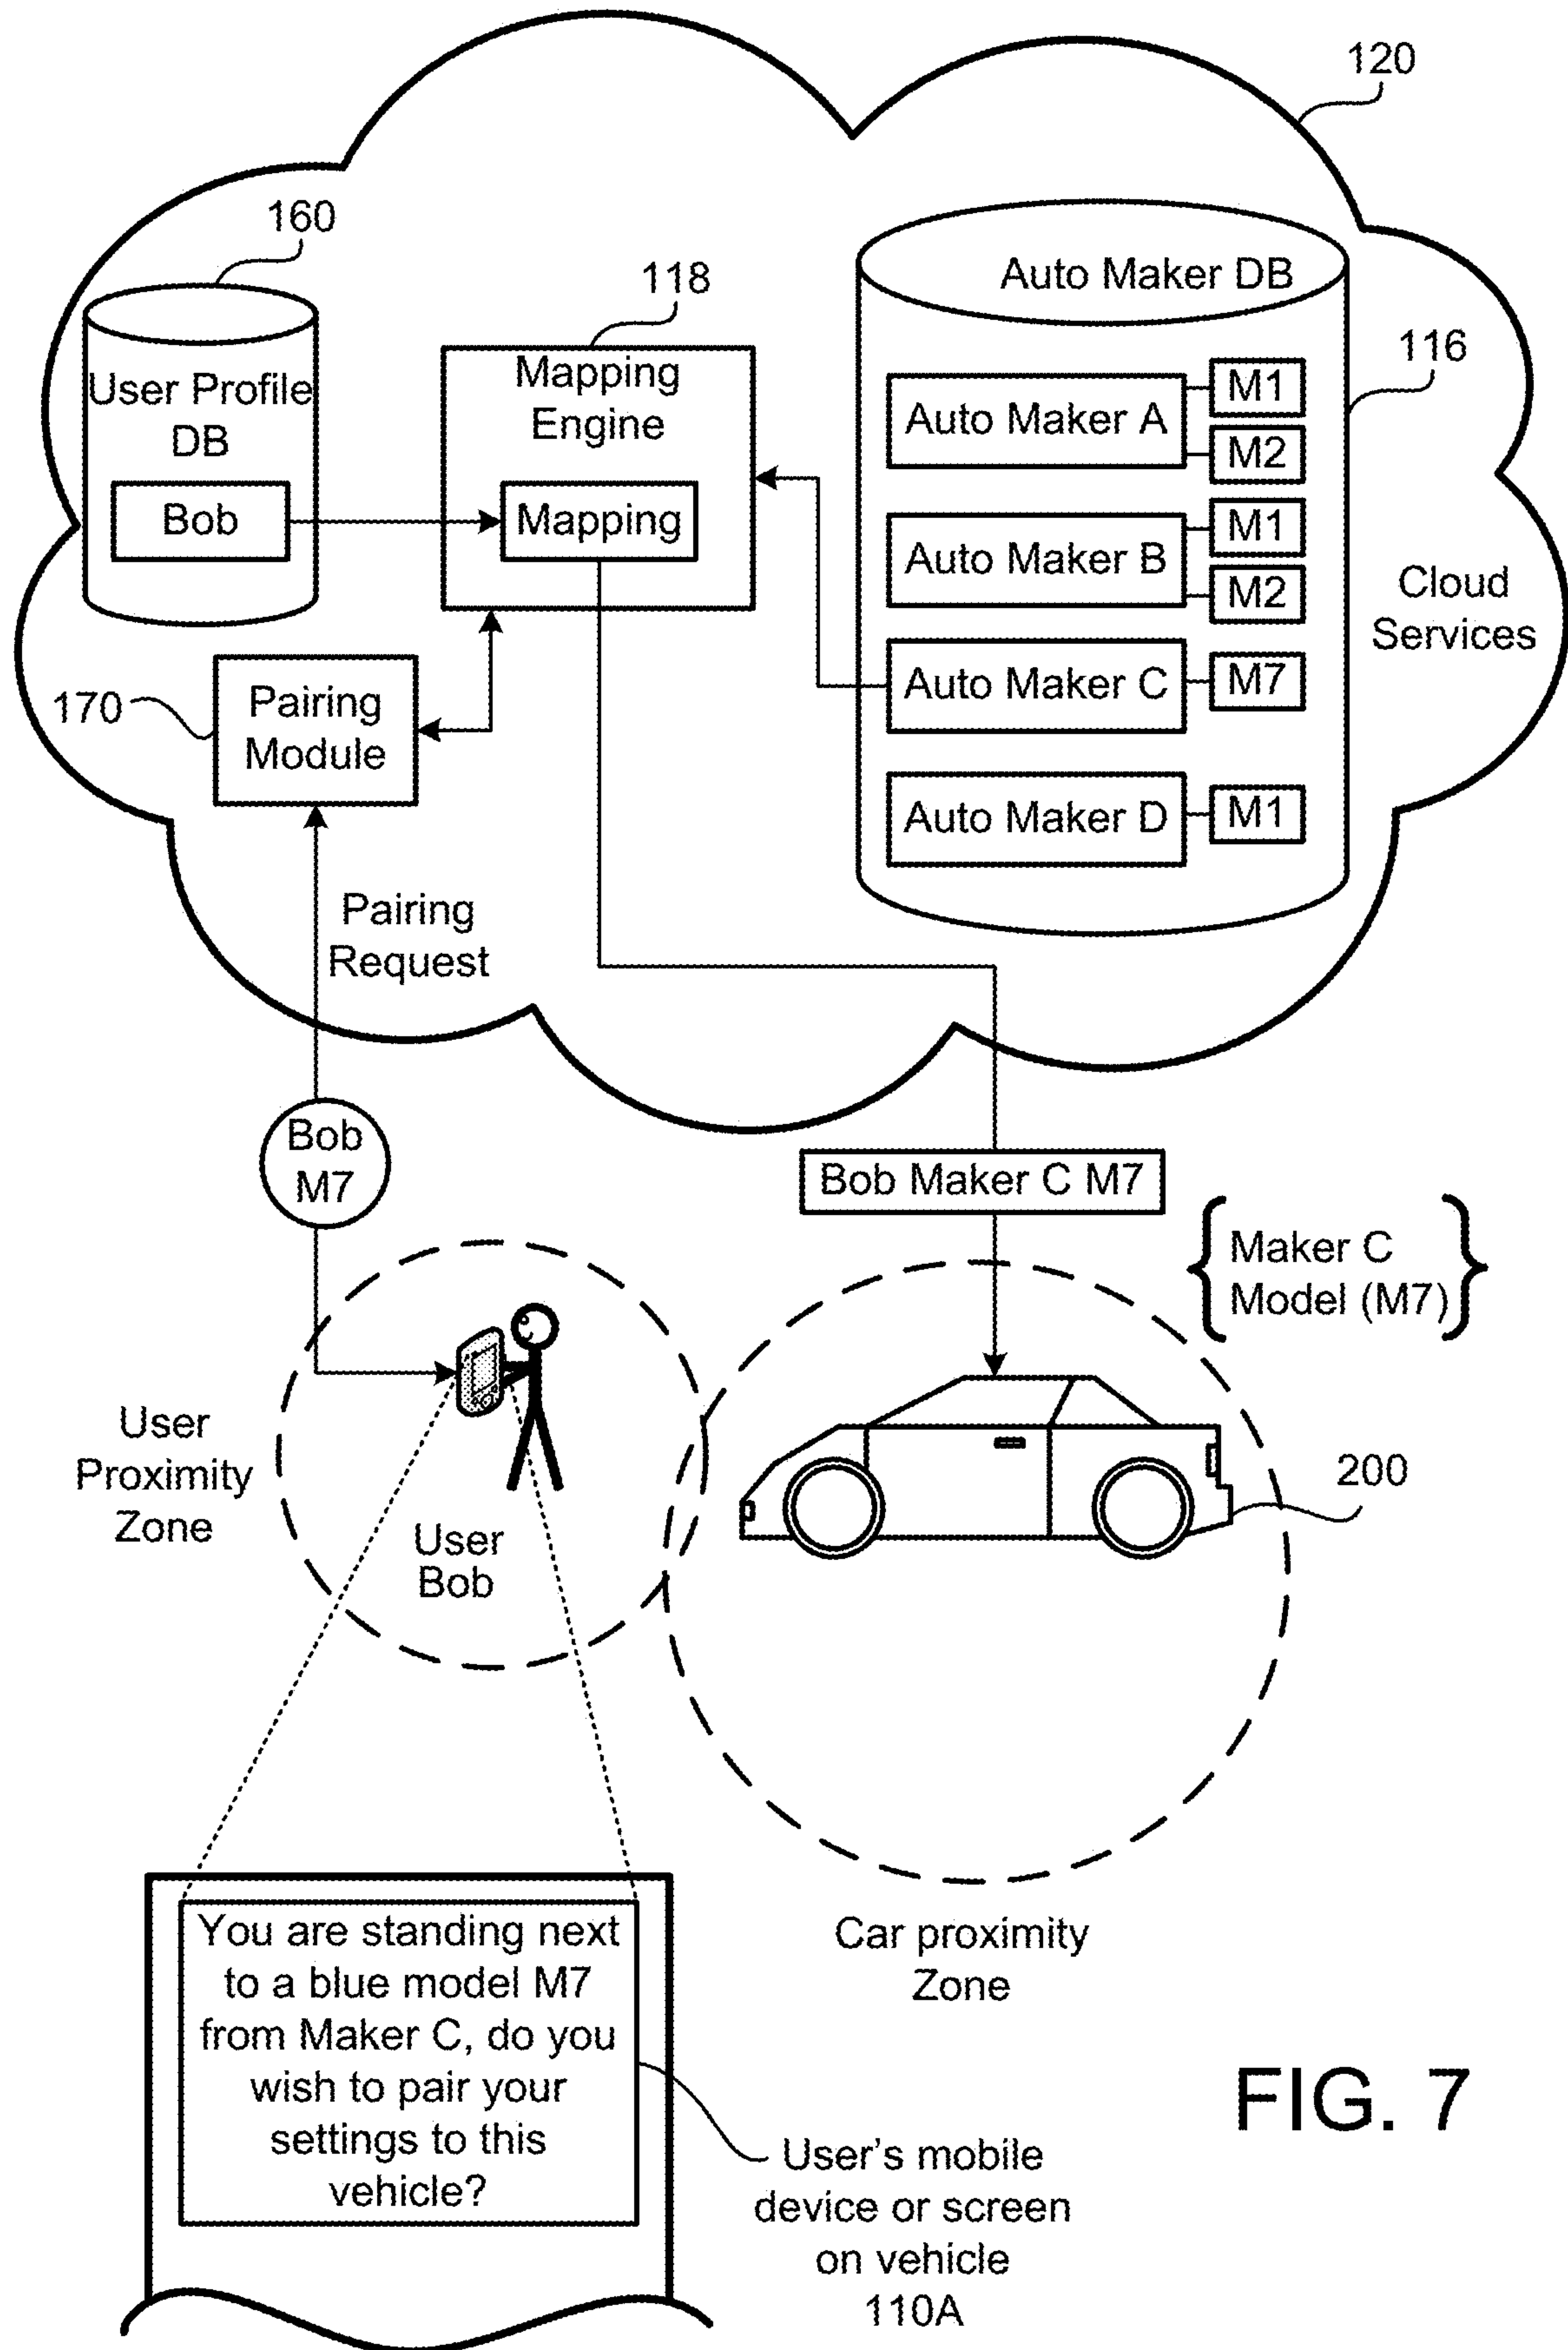 120
160
118
Auto Maker DB
116
User Profile
DB
Bob
Mapping
Engine
Mapping
Auto Maker A
M1
M2
Auto Maker B
M1
M2
Auto Maker C
M7
Auto Maker D
M1
Cloud
Services
170
Pairing
Module
Pairing
Request
Bob
M7
Bob Maker C M7
Maker C
Model (M7)
User
Proximity
Zone
User
Bob
200
Car proximity
Zone
You are standing next
to a blue model M7
from Maker C, do you
wish to pair your
settings to this
vehicle?
User's mobile
device or screen
on vehicle
110A
FIG. 7